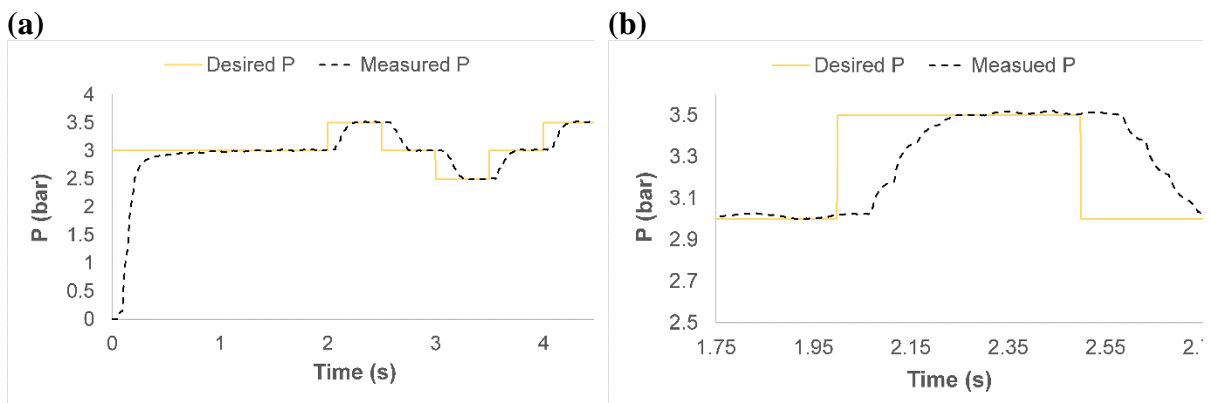 (a)
Desired P
Measured P
4
3.5
3
2.5
2
1.5
1
0.5
0
P (bar)
0 1 2 3 4
Time (s)
(b)
Desired P
Measued P
3.5
3.3
3.1
2.9
2.7
2.5
P (bar)
1.75 1.95 2.15 2.35 2.55
Time (s)